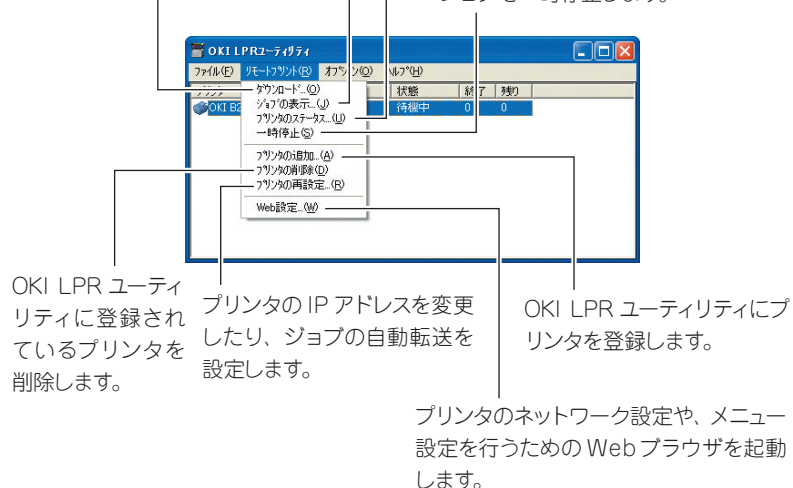 OKI LPRユーティリティ
ファイル(F) リモートプリント(R) オプション(O) ヘルプ(H)
状態 終了 残り
OKI B2
待機中 0 0
ダウンロード...(O)
ジョブの表示...(J)
プリンタのステータス...(U)
一時停止(S)
プリンタの追加...(A)
プリンタの削除(D)
プリンタの再設定...(R)
Web設定...(W)
OKI LPR ユーティ
リティに登録され
ているプリンタを
削除します。
プリンタの IP アドレスを変更
したり、ジョブの自動転送を
設定します。
OKI LPR ユーティリティにプ
リンタを登録します。
プリンタのネットワーク設定や、メニュー
設定を行うための Web ブラウザを起動
します。